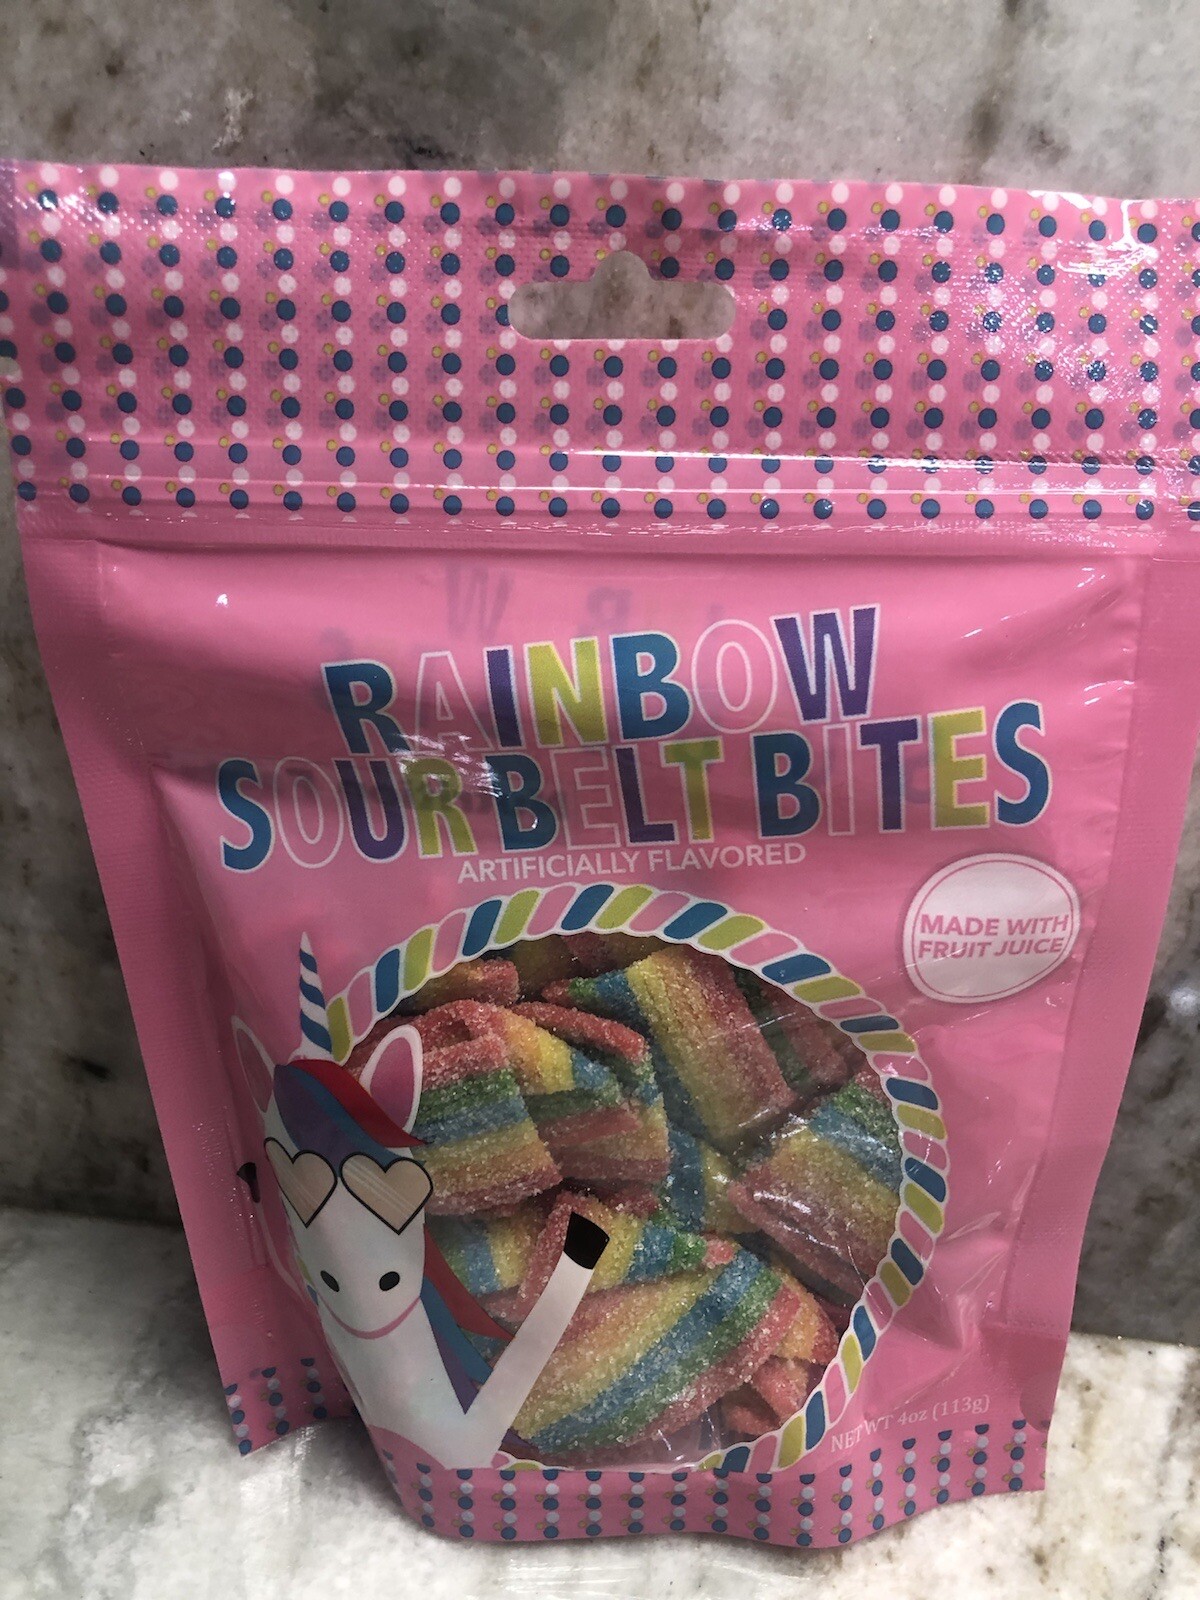 RAINBOW
SOUR BELT BITES
ARTIFICIALLY FLAVORED
MADE WITH
FRUIT JUICE
NET WT 4oz (113g)